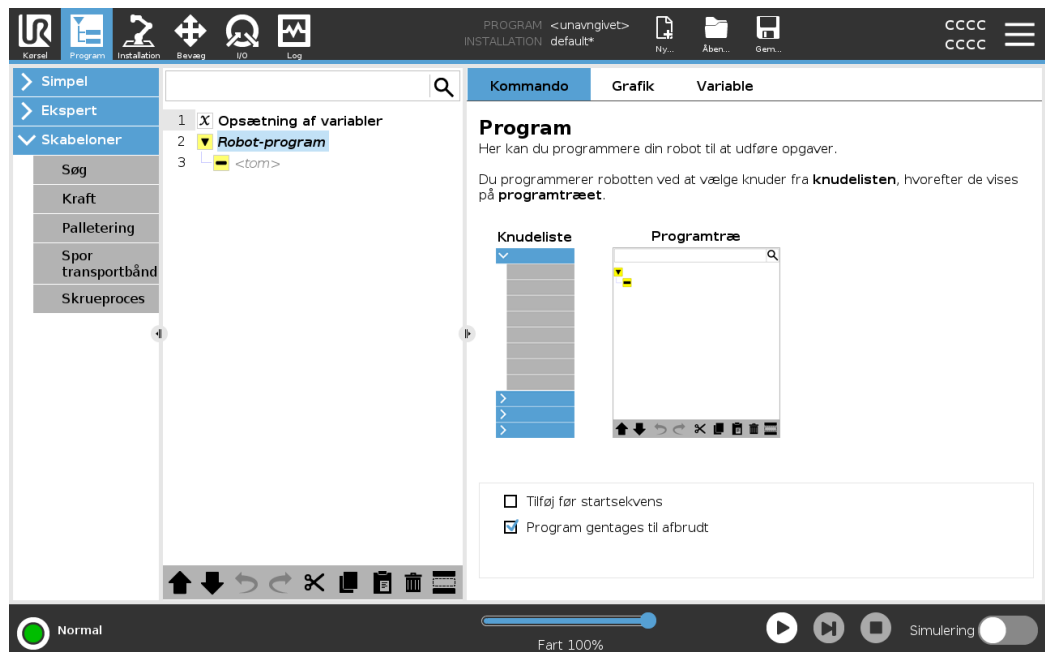 PROGRAM <unavngivet>
INSTALLATION default*
CCCC
CCCC
Kørsel Program Installation Bevæg I/O Log Ny... Åben... Gem...
Simpel
Ekspert
Skabeloner
Søg
Kraft
Palletering
Spor
transportbånd
Skrueproces
1 x Opsætning af variabler
2 Robot-program
3 <tom>
Kommando Grafik Variable
Program
Her kan du programmere din robot til at udføre opgaver.
Du programmerer robotten ved at vælge knuder fra knudelisten, hvorefter de vises
på programtræet.
Knudeliste Programtræ
Tilføj før startsekvens
Program gentages til afbrudt
Normal
Fart 100%
Simulering